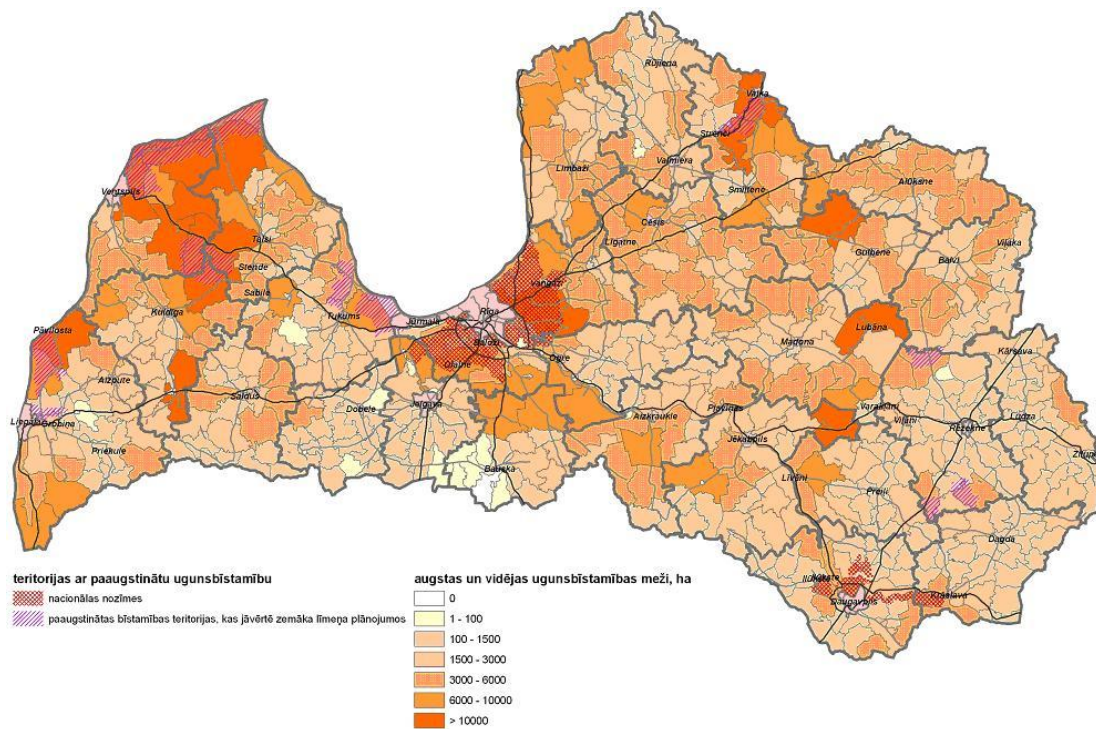 Rūjiena
Valka
Strenči
Valmiera
Limbaži
Smiltene
Alūksne
Ventspils
Cēsis
Līgatne
Gulbene
Viļaka
Balvi
Talsi
Stende
Vangaži
Sabile
Kuldīga
Tukums
Jūrmala
Rīga
Pāvilosta
Baloži
Lubāna
Madona
Kārsava
Olaine
Ogre
Aizpute
Saldus
Dobele
Jelgava
Aizkraukle
Pļaviņas
Varakļāni
Viļāni
Rēzekne
Ludza
Liepāja
Grobiņa
Jēkabpils
Zilupe
Priekule
Bauska
Līvāni
Preiļi
Dagda
Ilūkste
Daugavpils
Krāslava
teritorijas ar paaugstinātu ugunsbīstamību
nacionālas nozīmes
paaugstinātas bīstamības teritorijas, kas jāvērtē zemāka līmeņa plānojumos
augstas un vidējas ugunsbīstamības meži, ha
0
1 - 100
100 - 1500
1500 - 3000
3000 - 6000
6000 - 10000
> 10000